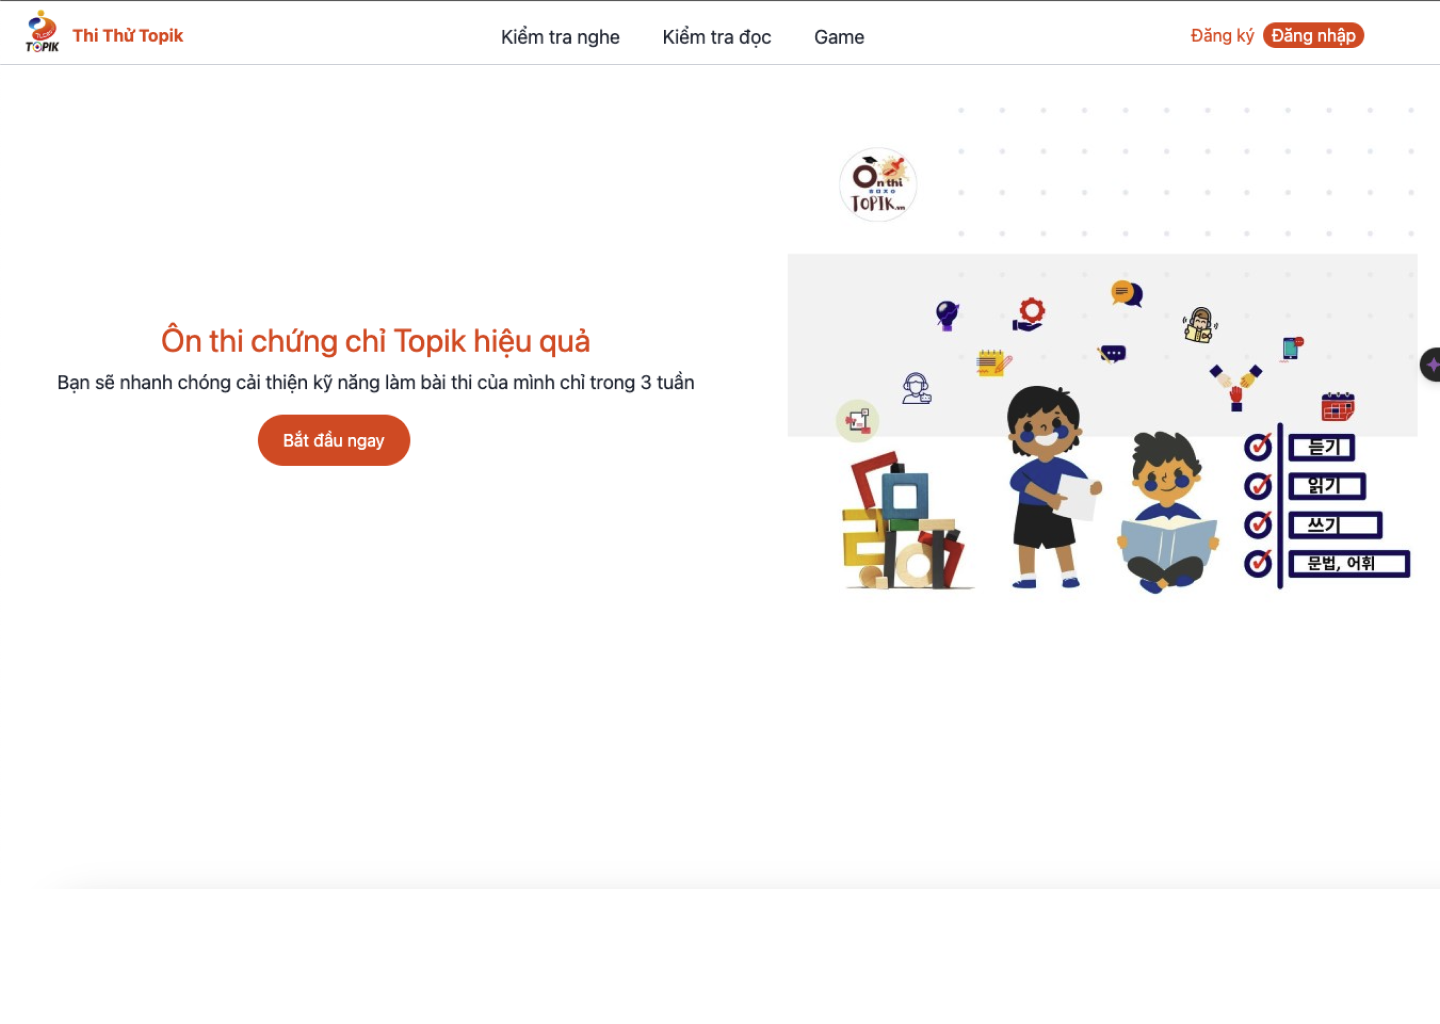 TOPIK
Thi Thử Topik
Kiểm tra nghe
Kiểm tra đọc
Game
Đăng ký
Đăng nhập
Ôn thi
TOPIK
Ôn thi chứng chỉ Topik hiệu quả
Bạn sẽ nhanh chóng cải thiện kỹ năng làm bài thi của mình chỉ trong 3 tuần
Bắt đầu ngay
듣기
읽기
쓰기
문법, 어휘